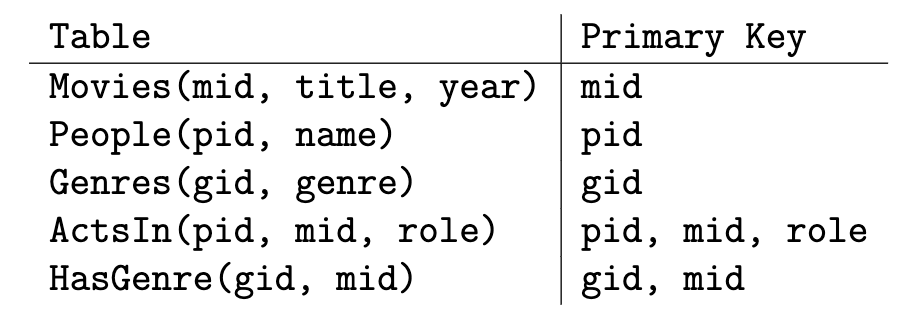 Table Primary Key
Movies(mid, title, year) mid
People(pid, name) pid
Genres(gid, genre) gid
ActsIn(pid, mid, role) pid, mid, role
HasGenre(gid, mid) gid, mid